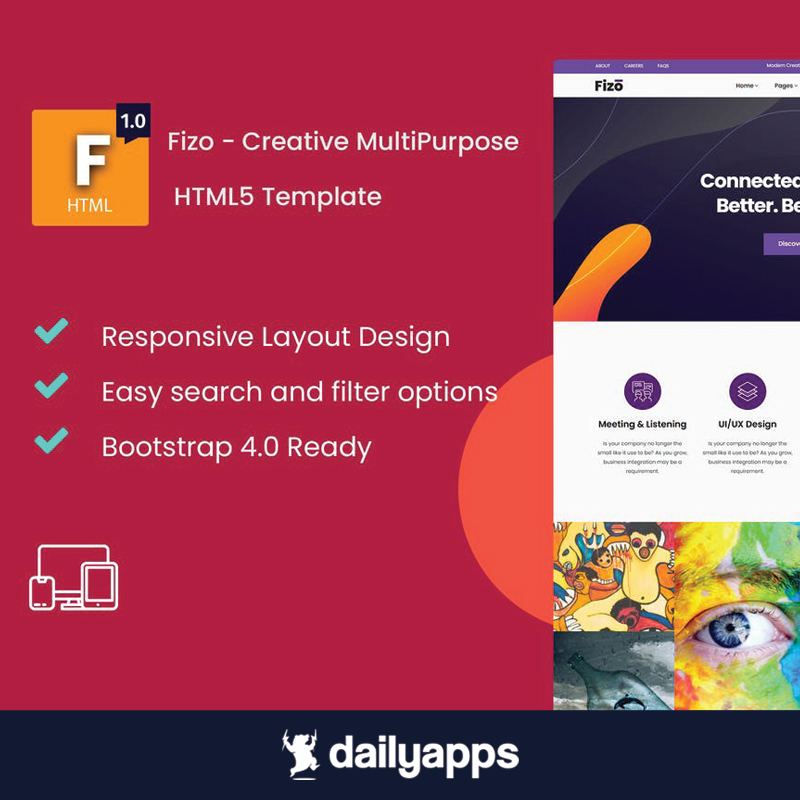 1.0
F
HTML
Fizo - Creative MultiPurpose
HTML5 Template
Responsive Layout Design
Easy search and filter options
Bootstrap 4.0 Ready
ABOUT CAREERS FAQS Modern Creat
Fizo Home Pages
Connected
Better. Be
Discov
Meeting & Listening
Is your company no longer the
small like it use to be? As you grow,
business integration may be a
requirement.
UI/UX Design
Is your company no longer the
small like it use to be? As you grow,
business integration may be a
requirement.
dailyapps